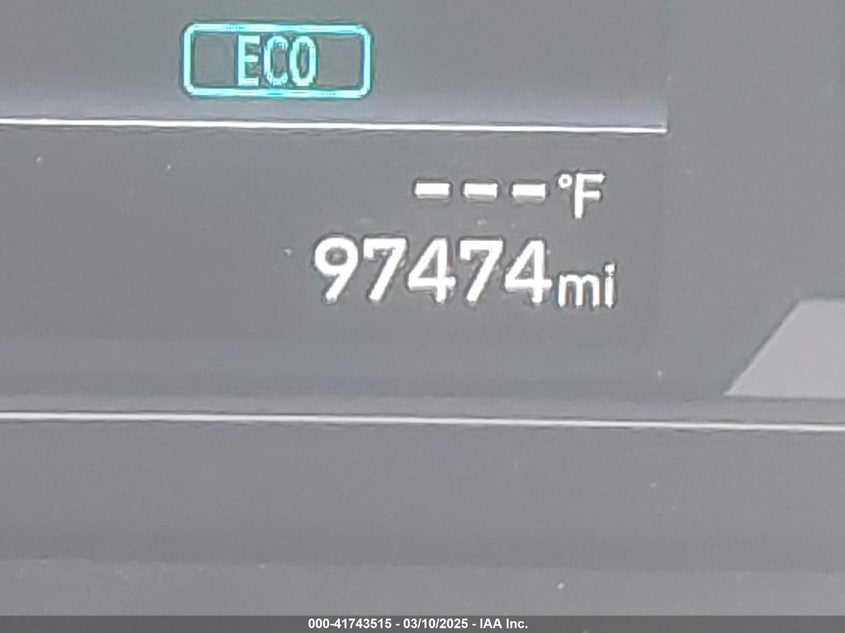 ECO
---°F
97474mi
000-41743515 - 03/10/2025 - IAA Inc.